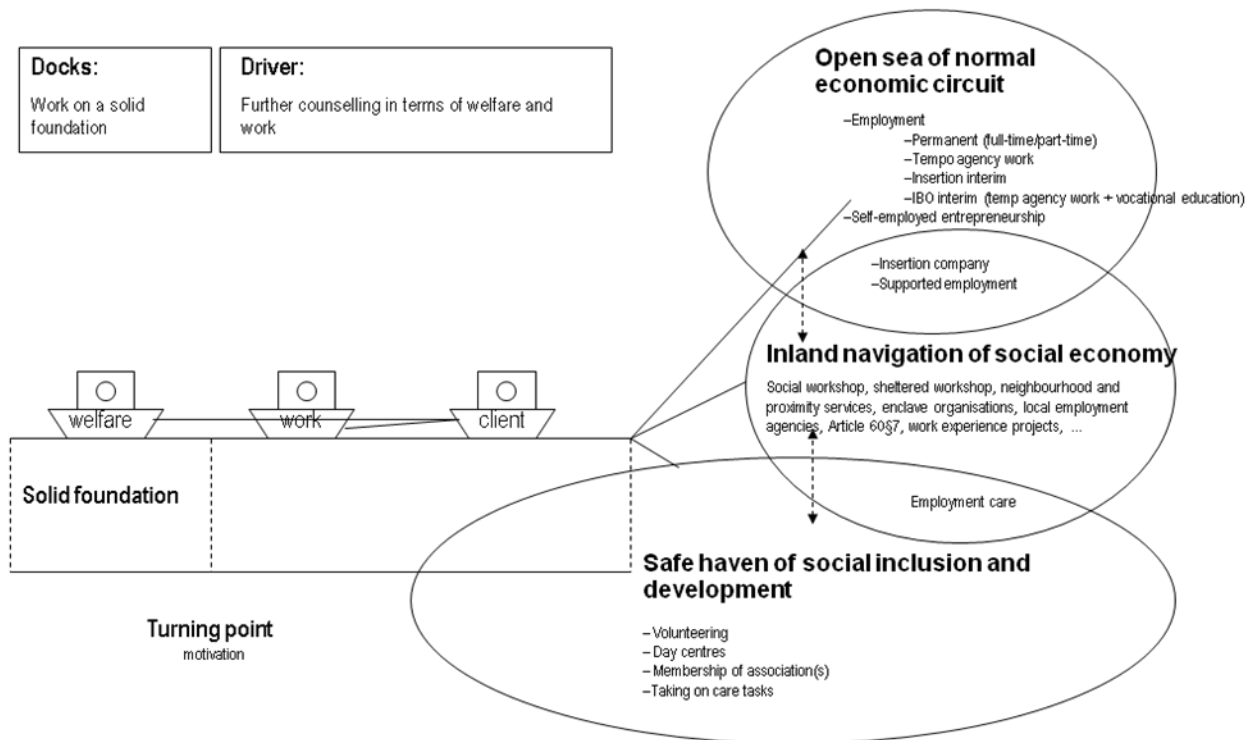 Docks:
Work on a solid
foundation
Driver:
Further counselling in terms of welfare and
work
Open sea of normal
economic circuit
–Employment
–Permanent (full-time/part-time)
–Tempo agency work
–Insertion interim
–IBO interim (temp agency work + vocational education)
–Self-employed entrepreneurship
–Insertion company
–Supported employment
Inland navigation of social economy
Social workshop, sheltered workshop, neighbourhood and
proximity services, enclave organisations, local employment
agencies, Article 60§7, work experience projects, ...
welfare
work
client
Solid foundation
Employment care
Safe haven of social inclusion and
development
–Volunteering
–Day centres
–Membership of association(s)
–Taking on care tasks
Turning point
motivation